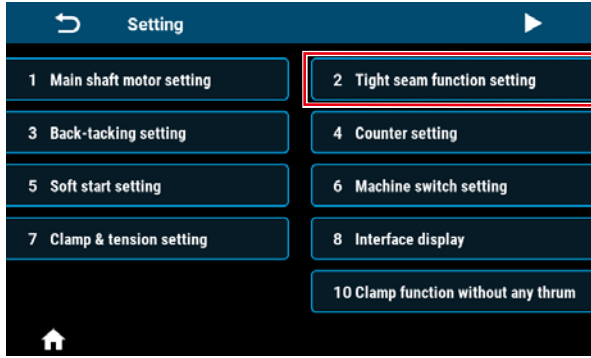 Setting
1 Main shaft motor setting
2 Tight seam function setting
3 Back-tacking setting
4 Counter setting
5 Soft start setting
6 Machine switch setting
7 Clamp & tension setting
8 Interface display
10 Clamp function without any thrum